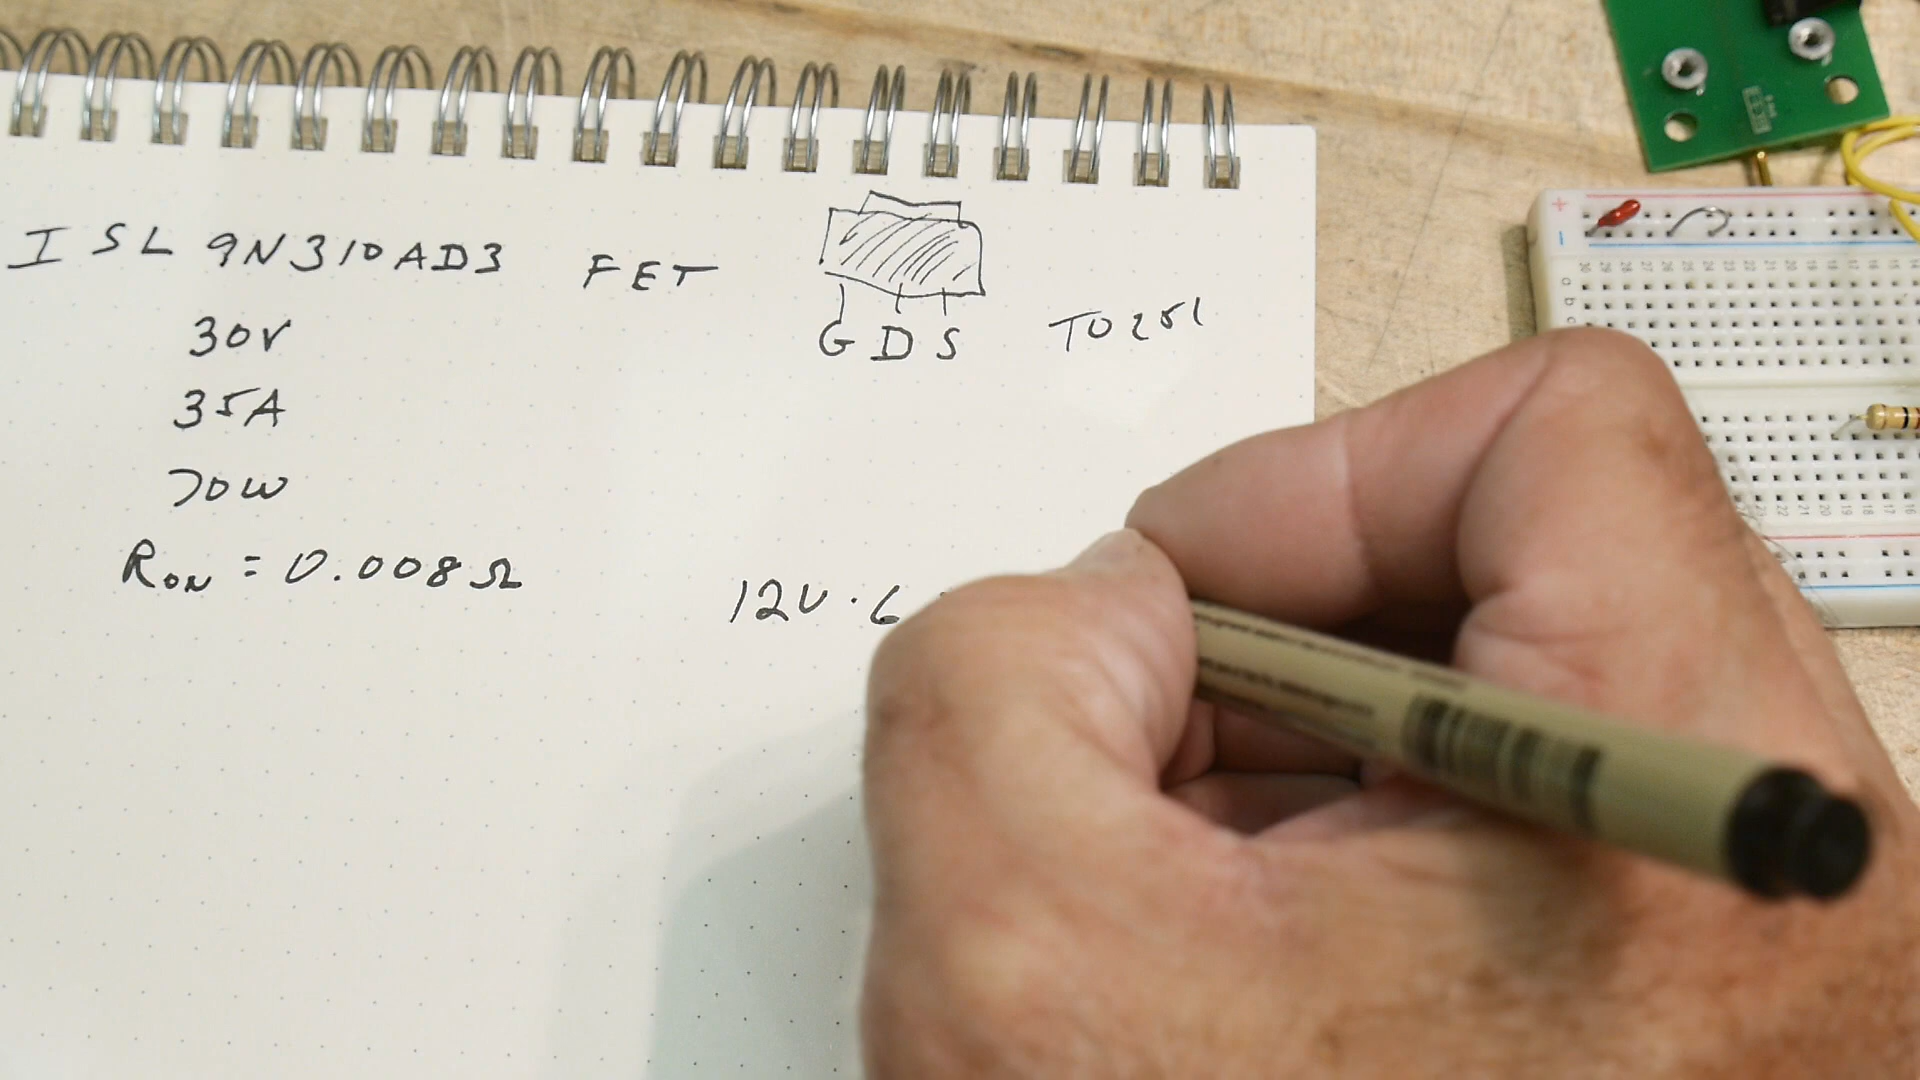 ISL9N310AD3 FET
G D S TO251
30V
35A
70W
RON = 0.008Ω
12V · 6